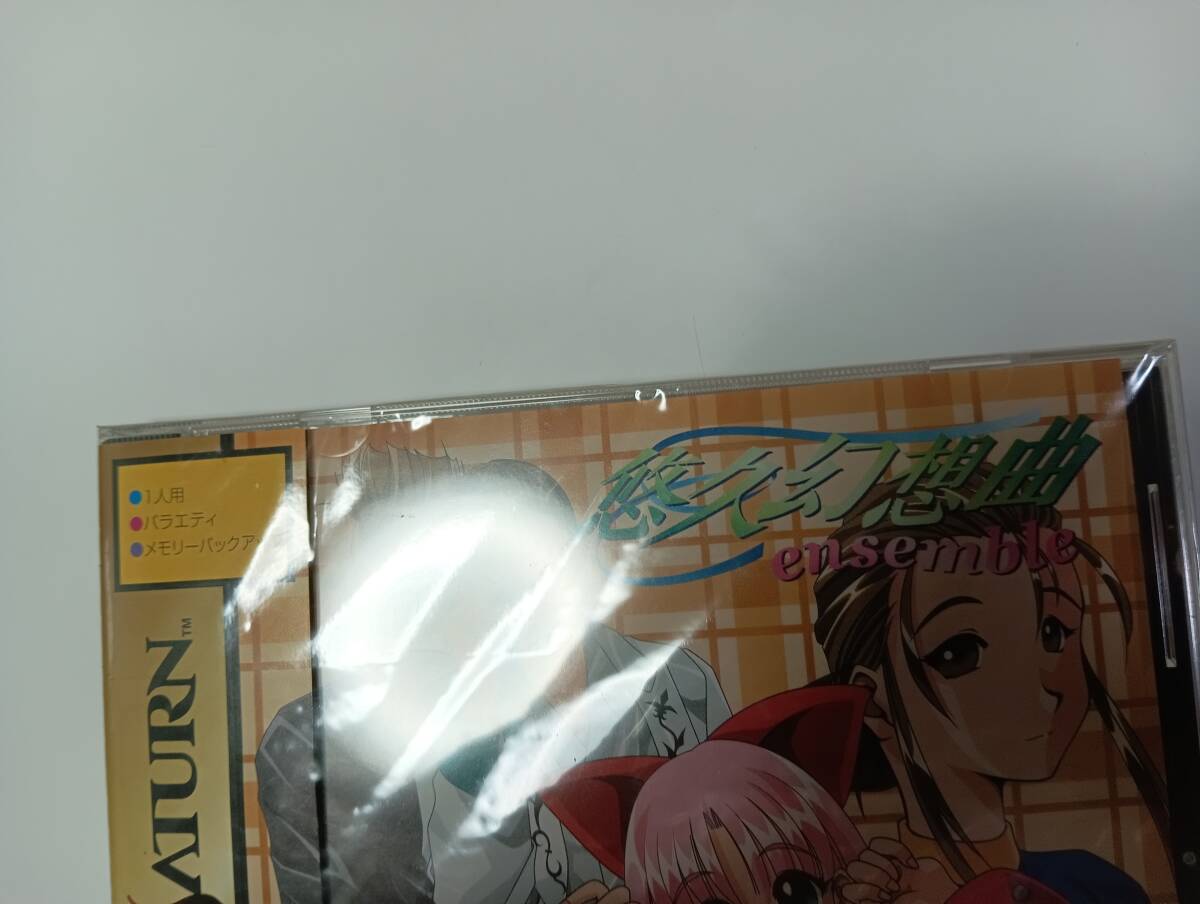 1人用
バラエティ
メモリーバックア
SATURN™
悠久幻想曲
ensemble